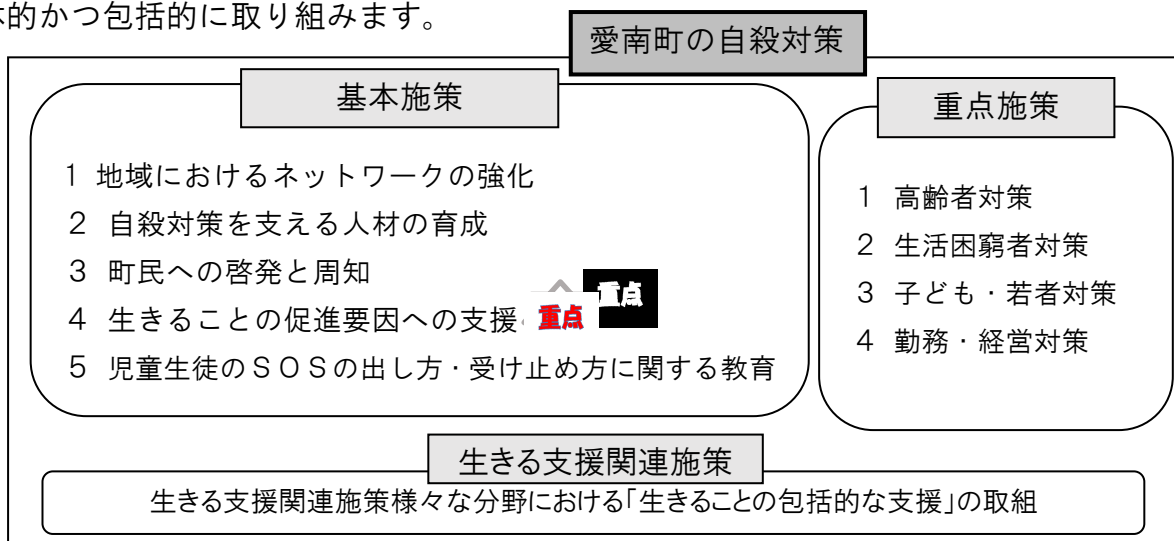 的かつ包括的に取り組みます。
愛南町の自殺対策
基本施策
1 地域におけるネットワークの強化
2 自殺対策を支える人材の育成
3 町民への啓発と周知
4 生きることの促進要因への支援
重点
重点
5 児童生徒のSOSの出し方・受け止め方に関する教育
重点施策
1 高齢者対策
2 生活困窮者対策
3 子ども・若者対策
4 勤務・経営対策
生きる支援関連施策
生きる支援関連施策様々な分野における「生きることの包括的な支援」の取組